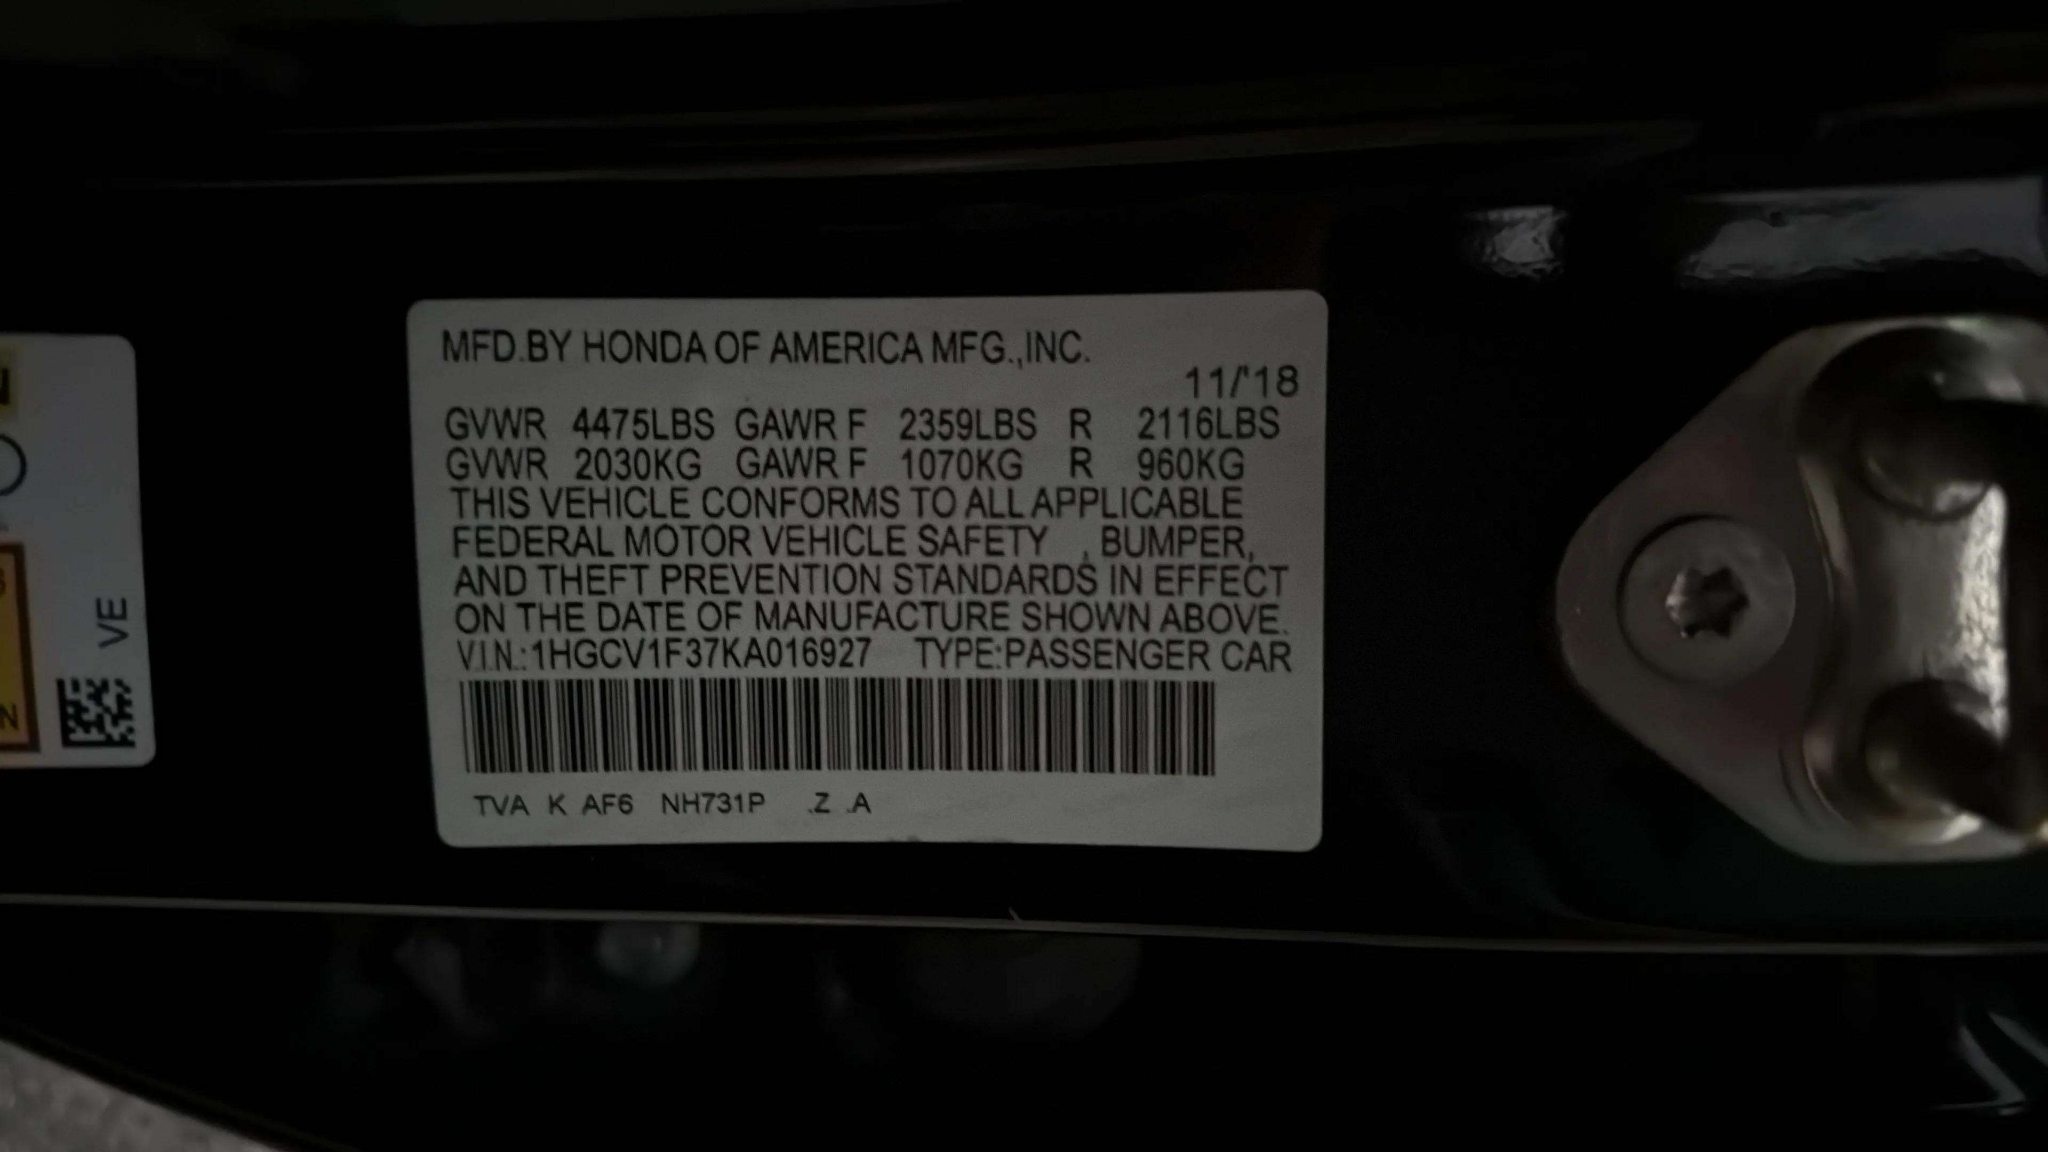 MFD.BY HONDA OF AMERICA MFG.,INC.
11/'18
GVWR 4475LBS GAWR F 2359LBS R 2116LBS
GVWR 2030KG GAWR F 1070KG R 960KG
THIS VEHICLE CONFORMS TO ALL APPLICABLE
FEDERAL MOTOR VEHICLE SAFETY , BUMPER,
AND THEFT PREVENTION STANDARDS IN EFFECT
ON THE DATE OF MANUFACTURE SHOWN ABOVE.
V.I.N.:1HGCV1F37KA016927 TYPE:PASSENGER CAR
TVA K AF6 NH731P .Z .A
VE